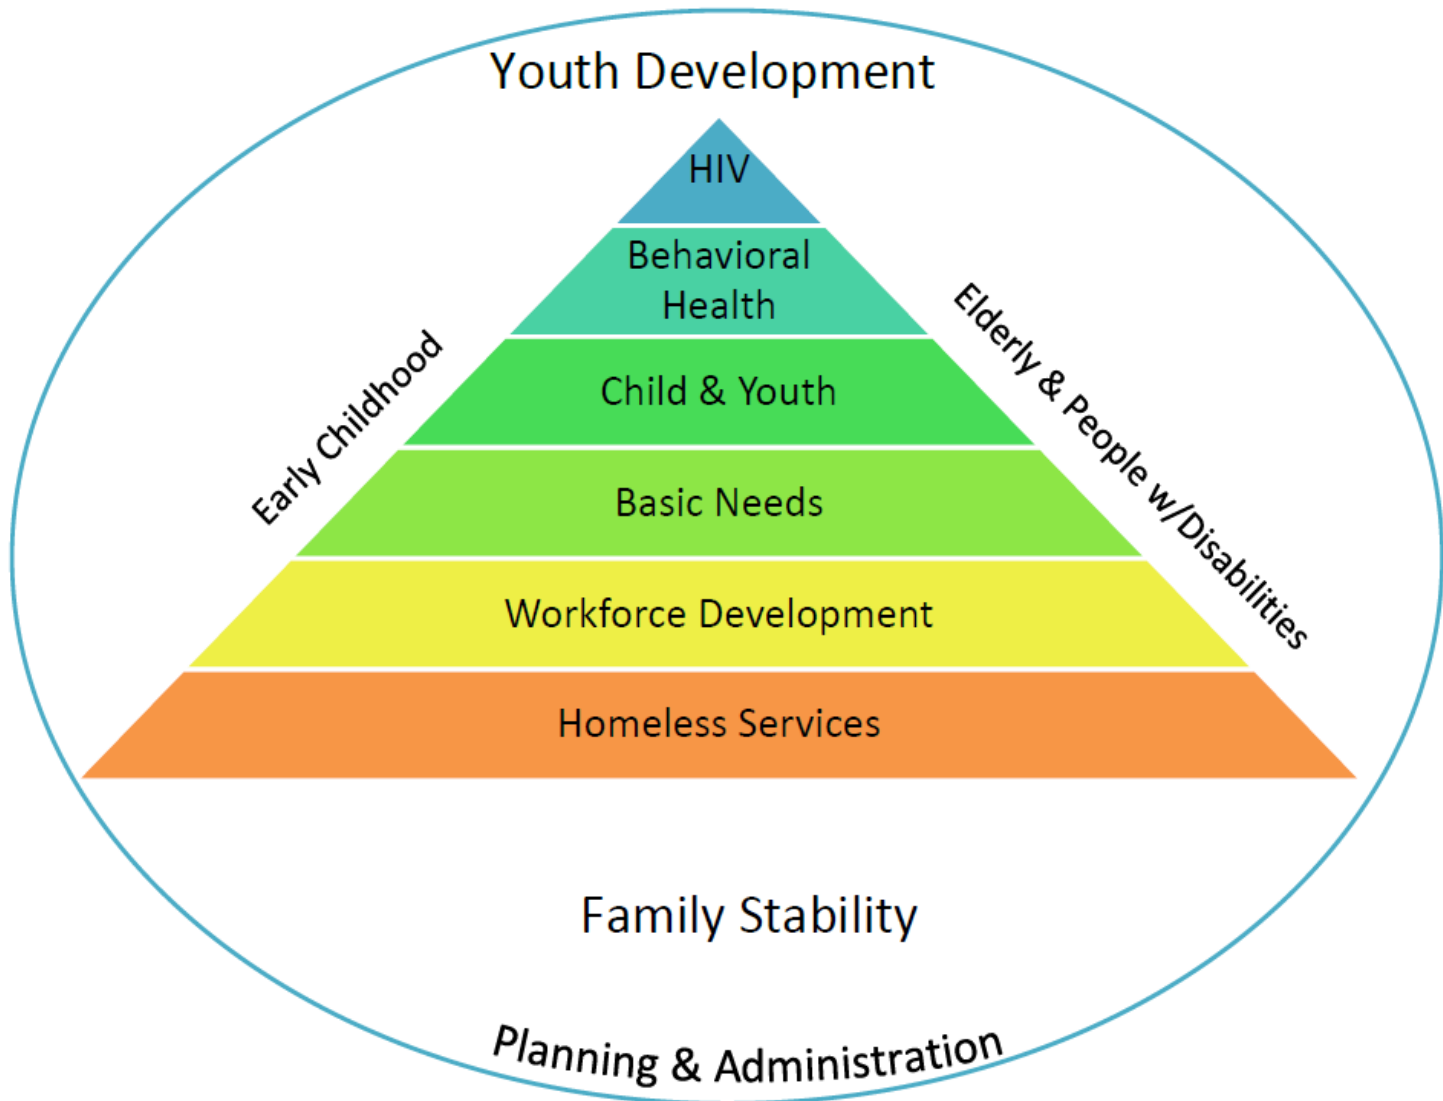 Youth Development
HIV
Behavioral
Health
Early Childhood
Elderly & People w/Disabilities
Child & Youth
Basic Needs
Workforce Development
Homeless Services
Family Stability
Planning & Administration